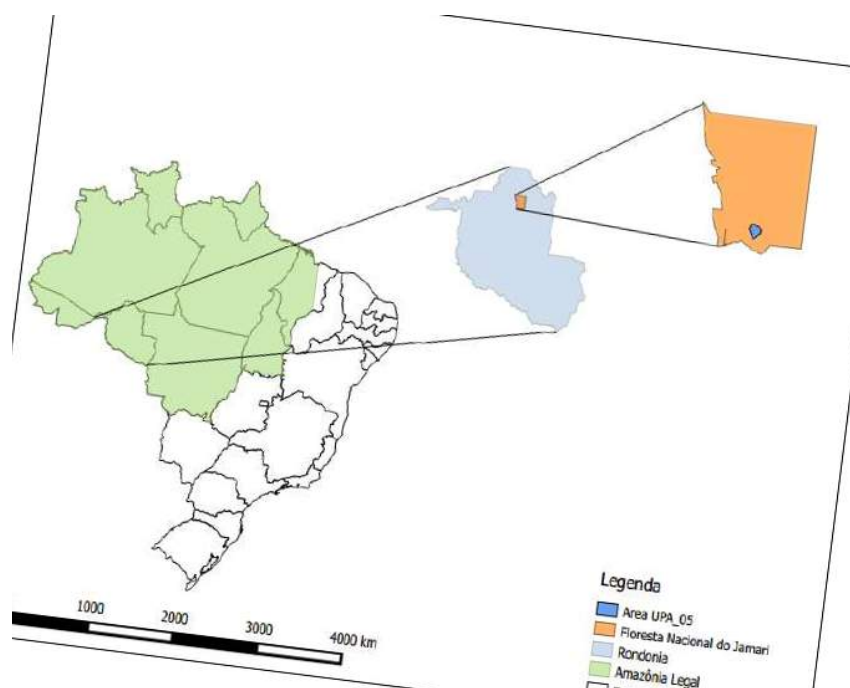 1000
2000
3000
4000 km
Legenda
Area UPA_05
Floresta Nacional do Jamari
Rondonia
Amazônia Legal